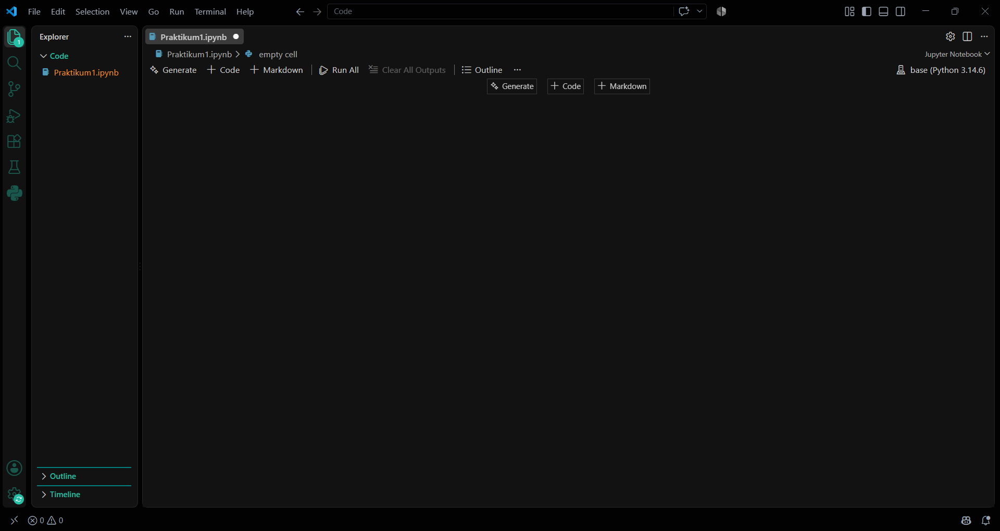 File Edit Selection View Go Run Terminal Help
Code
Explorer
Code
Praktikum1.ipynb
Outline
Timeline
1
Praktikum1.ipynb
Praktikum1.ipynb > empty cell
Jupyter Notebook
Generate + Code + Markdown Run All Clear All Outputs Outline ...
base (Python 3.14.6)
Generate + Code + Markdown
0 0